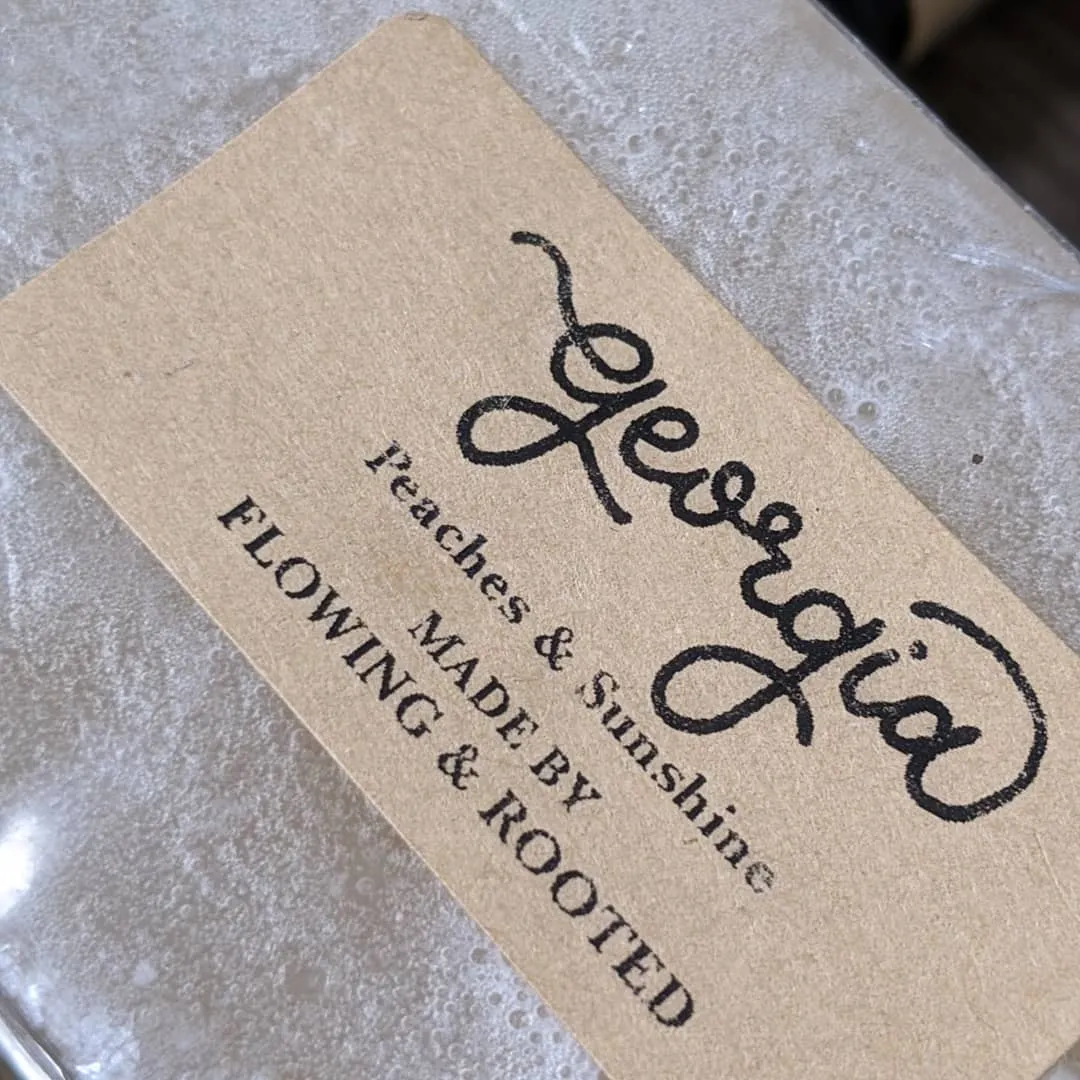 georgia
Peaches & Sunshine
MADE BY
FLOWING & ROOTED